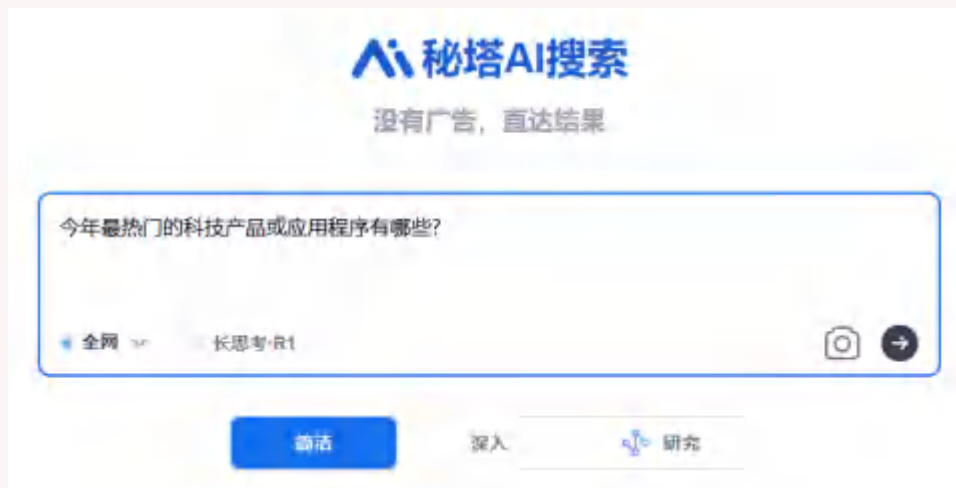 秘塔AI搜索
没有广告，直达结果
今年最热门的科技产品或应用程序有哪些?
全网 长思考·R1
简洁 深入 研究